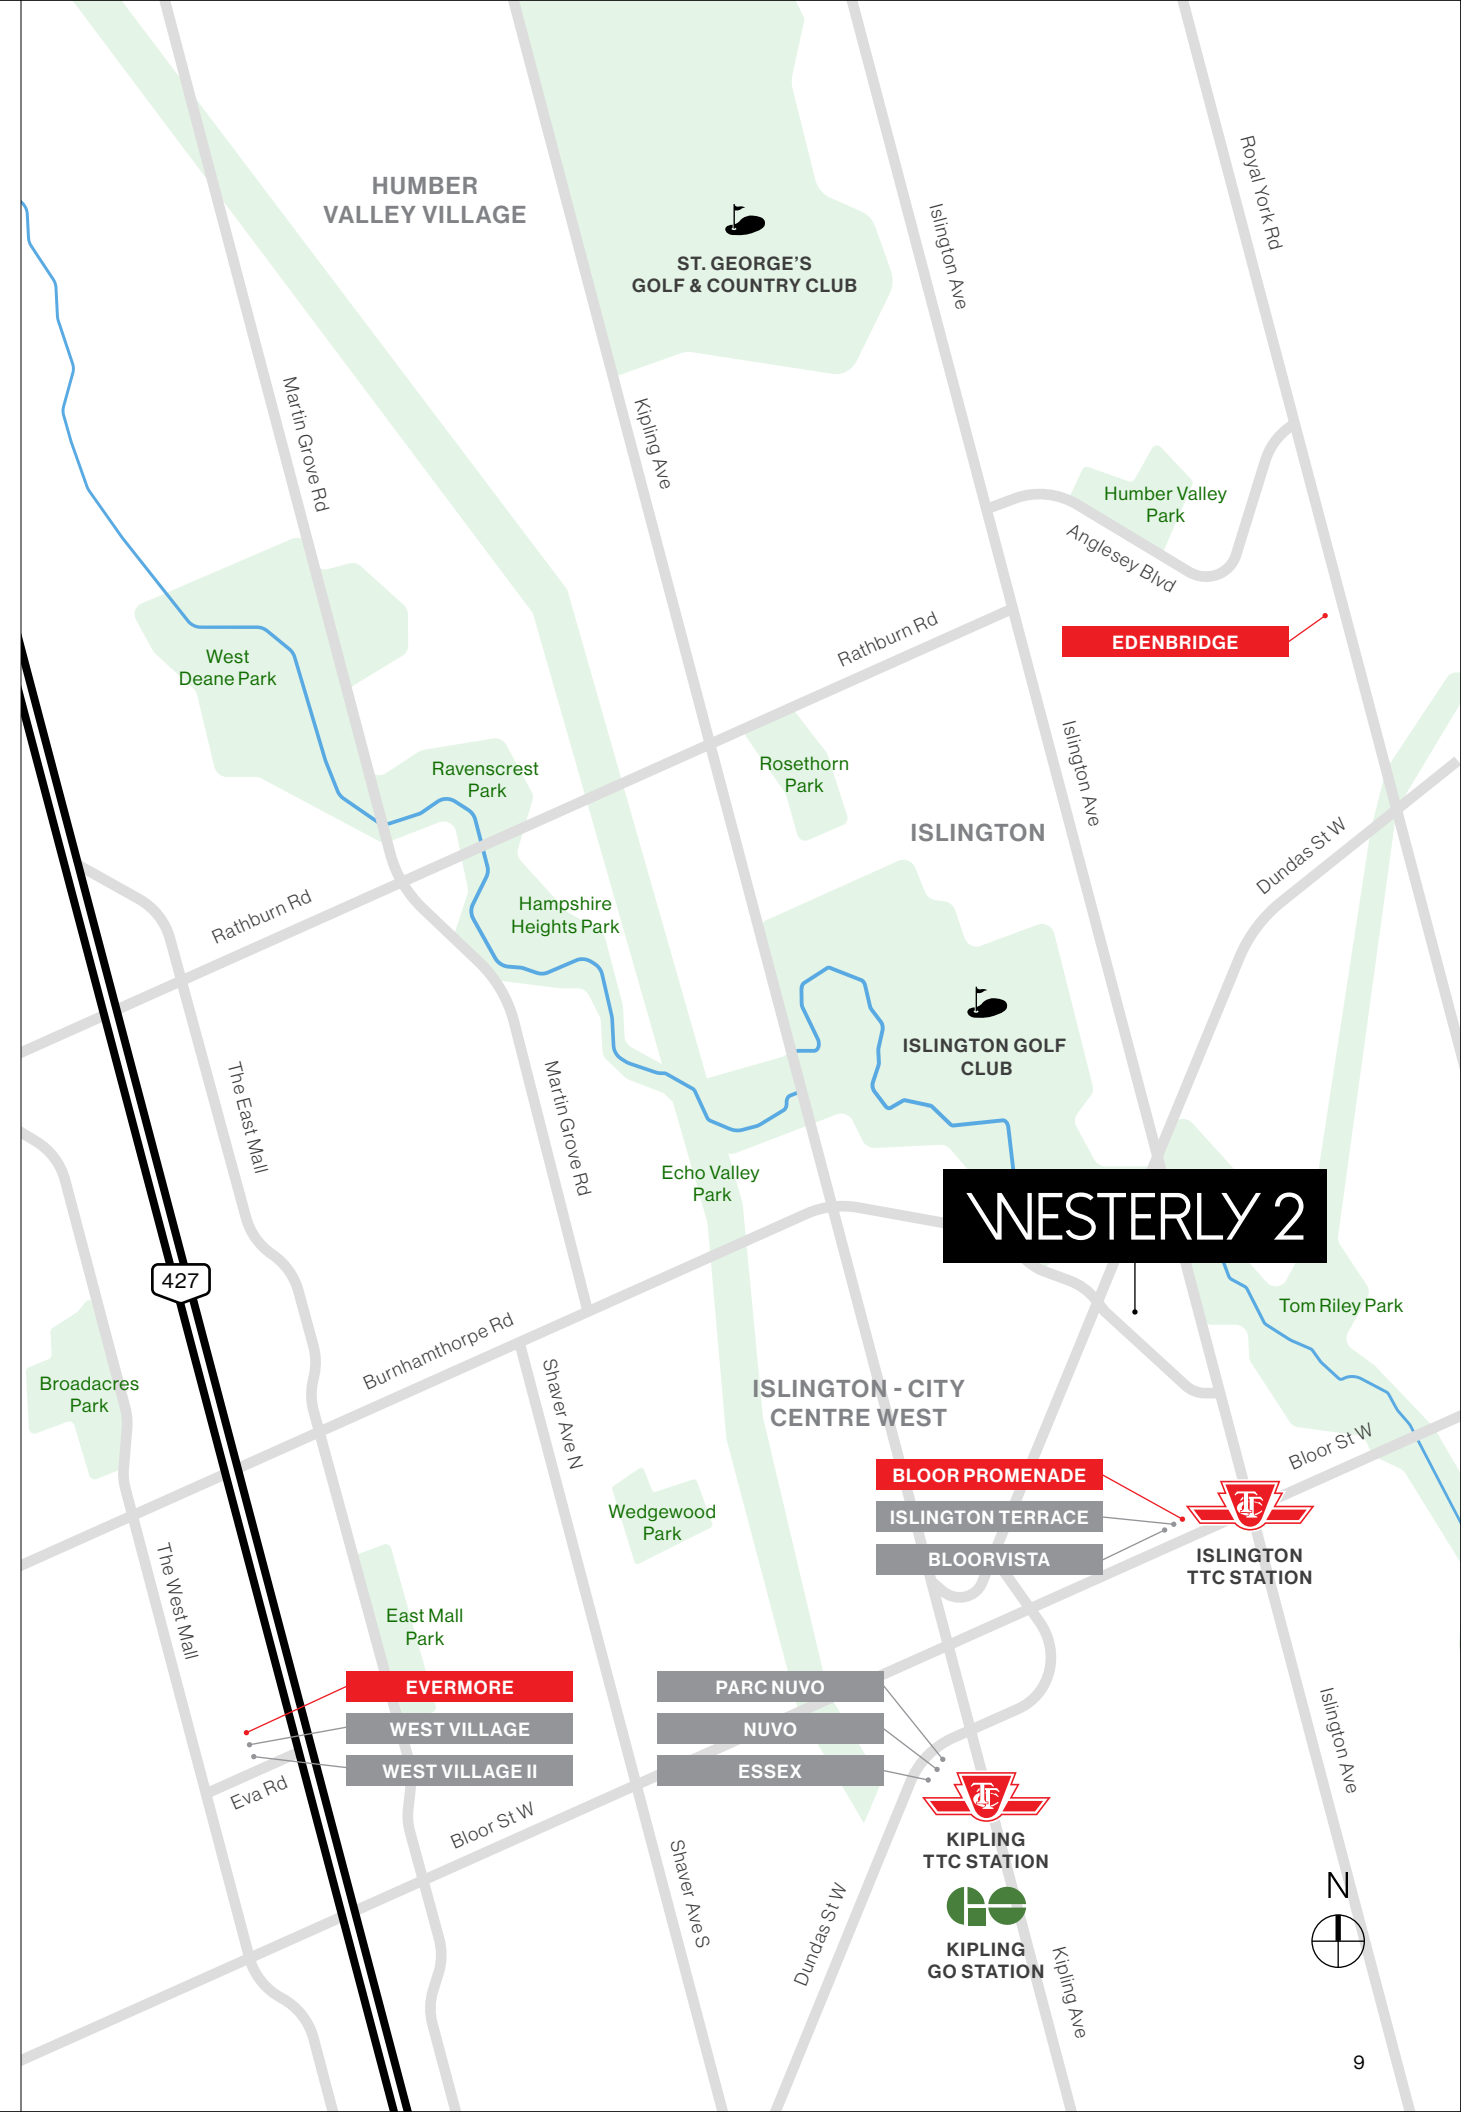 HUMBER
VALLEY VILLAGE
ST. GEORGE'S
GOLF & COUNTRY CLUB
Islington Ave
Royal York Rd
Martin Grove Rd
Kipling Ave
Humber Valley
Park
Anglesey Blvd
Rathburn Rd
EDENBRIDGE
West
Deane Park
Ravenscrest
Park
Rosethorn
Park
Islington Ave
ISLINGTON
Dundas St W
Rathburn Rd
Hampshire
Heights Park
ISLINGTON GOLF
CLUB
The East Mall
Martin Grove Rd
Echo Valley
Park
WESTERLY 2
427
Tom Riley Park
Burnhamthorpe Rd
Broadacres
Park
Shaver Ave N
ISLINGTON - CITY
CENTRE WEST
Bloor St W
BLOOR PROMENADE
ISLINGTON TERRACE
BLOORVISTA
TTC
ISLINGTON
TTC STATION
Wedgewood
Park
The West Mall
East Mall
Park
EVERMORE
WEST VILLAGE
WEST VILLAGE II
PARC NUVO
NUVO
ESSEX
Islington Ave
Eva Rd
Bloor St W
TTC
KIPLING
TTC STATION
Shaver Ave S
Dundas St W
GO
KIPLING
GO STATION
Kipling Ave
N
9